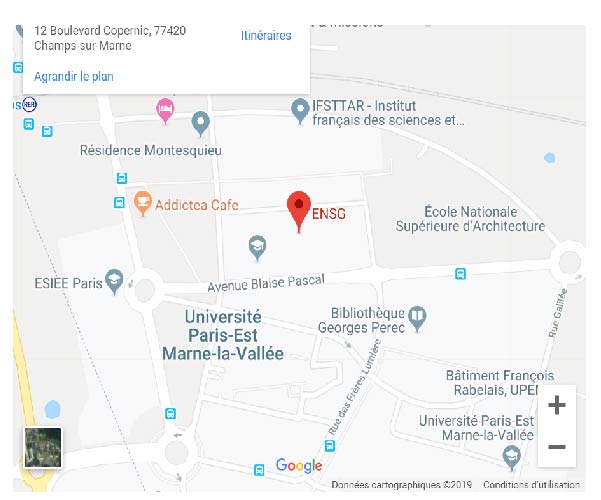 12 Boulevard Copernic, 77420
Champs-sur-Marne
Itinéraires
Agrandir le plan
RER
IFSTTAR - Institut
français des sciences et...
Résidence Montesquieu
Addictea Cafe
ENSG
École Nationale
Supérieure d'Architecture
ESIEE Paris
Avenue Blaise Pascal
Rue Galilée
Université
Paris-Est
Marne-la-Vallée
Bibliothèque
Georges Perec
Rue des Frères Lumière
Bâtiment François
Rabelais, UPEM
Université Paris-Est
Marne-la-Vallée
+
−
Google
Données cartographiques ©2019
Conditions d'utilisation